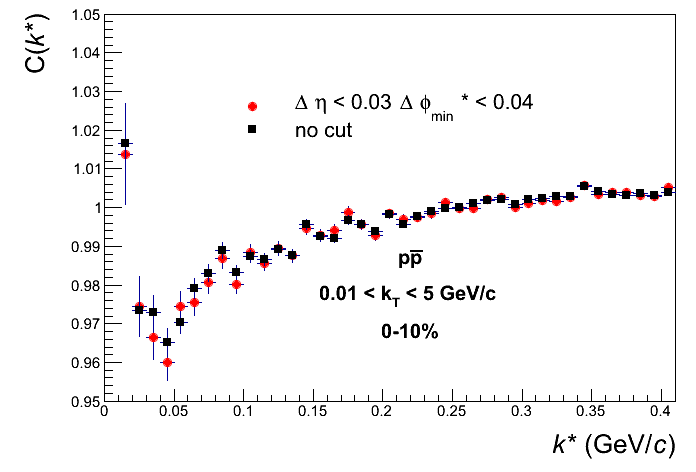 C(k*)
1.05
1.04
1.03
1.02
1.01
1
0.99
0.98
0.97
0.96
0.95
Δ η < 0.03 Δ ϕmin * < 0.04
no cut
pp̅
0.01 < kT < 5 GeV/c
0-10%
0 0.05 0.1 0.15 0.2 0.25 0.3 0.35 0.4
k* (GeV/c)